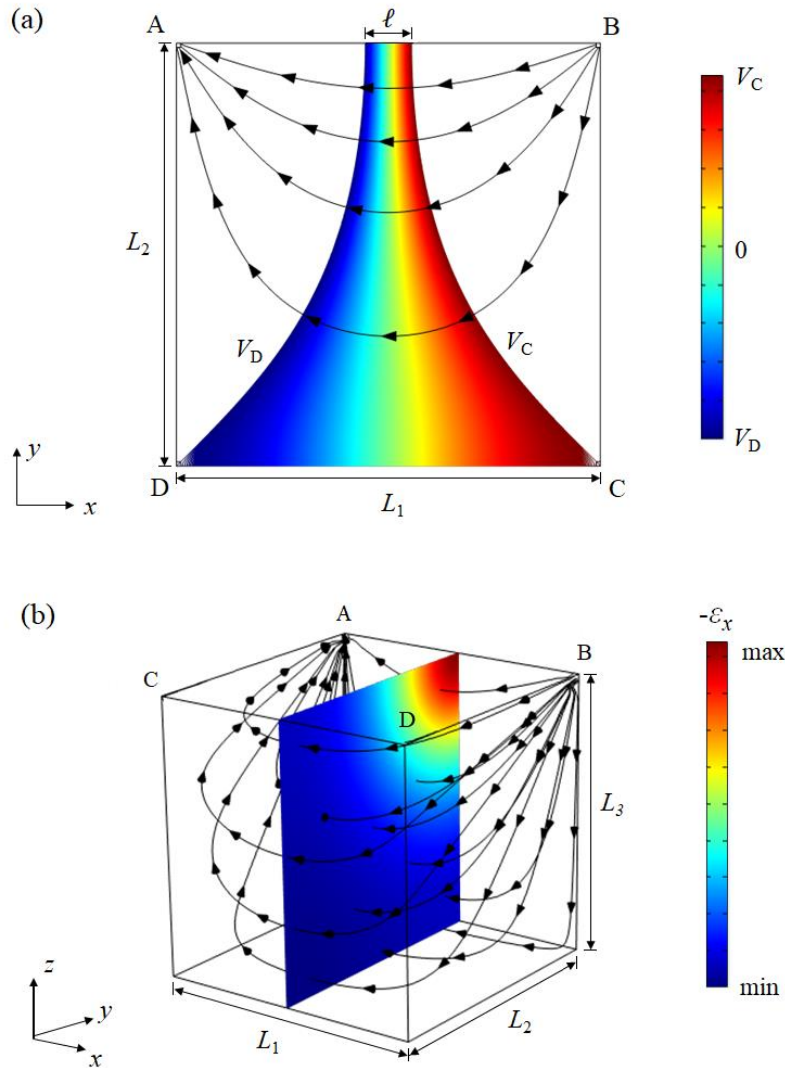 (a)
ℓ
A
B
V_C
L_2
V_D
V_C
0
y
x
D
C
L_1
V_D
(b)
-ε_x
A
B
max
C
D
L_3
z
y
x
L_1
L_2
min